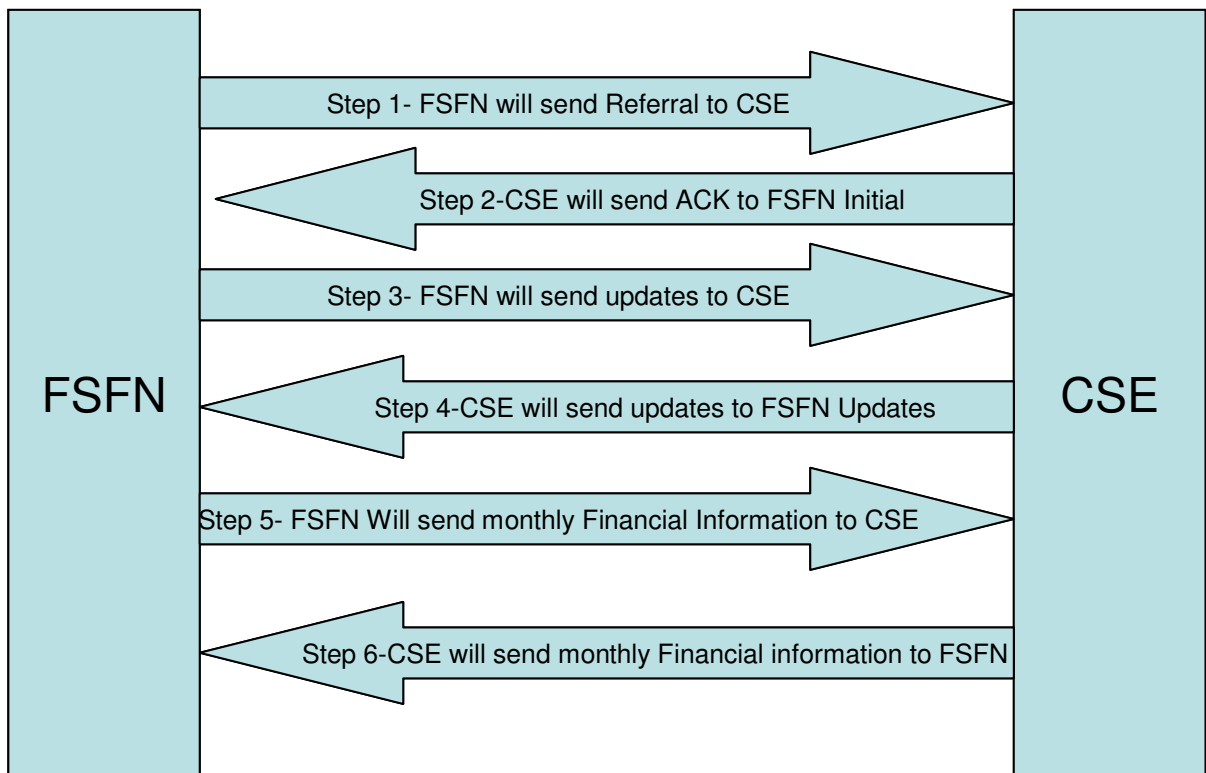 Step 1- FSFN will send Referral to CSE
Step 2-CSE will send ACK to FSFN Initial
Step 3- FSFN will send updates to CSE
FSFN
Step 4-CSE will send updates to FSFN Updates
CSE
Step 5- FSFN Will send monthly Financial Information to CSE
Step 6-CSE will send monthly Financial information to FSFN